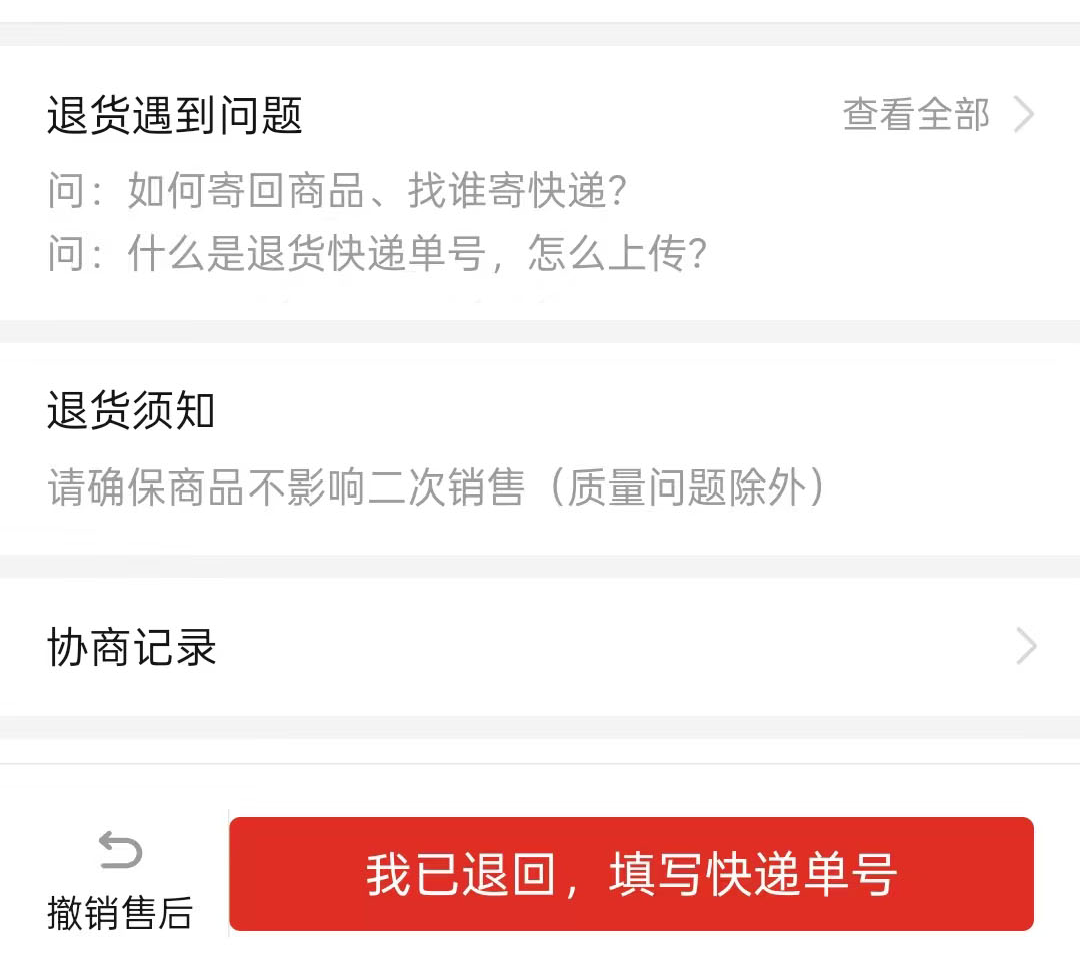 退货遇到问题 查看全部
问：如何寄回商品、找谁寄快递？
问：什么是退货快递单号，怎么上传？
退货须知
请确保商品不影响二次销售（质量问题除外）
协商记录
我已退回，填写快递单号
撤销售后